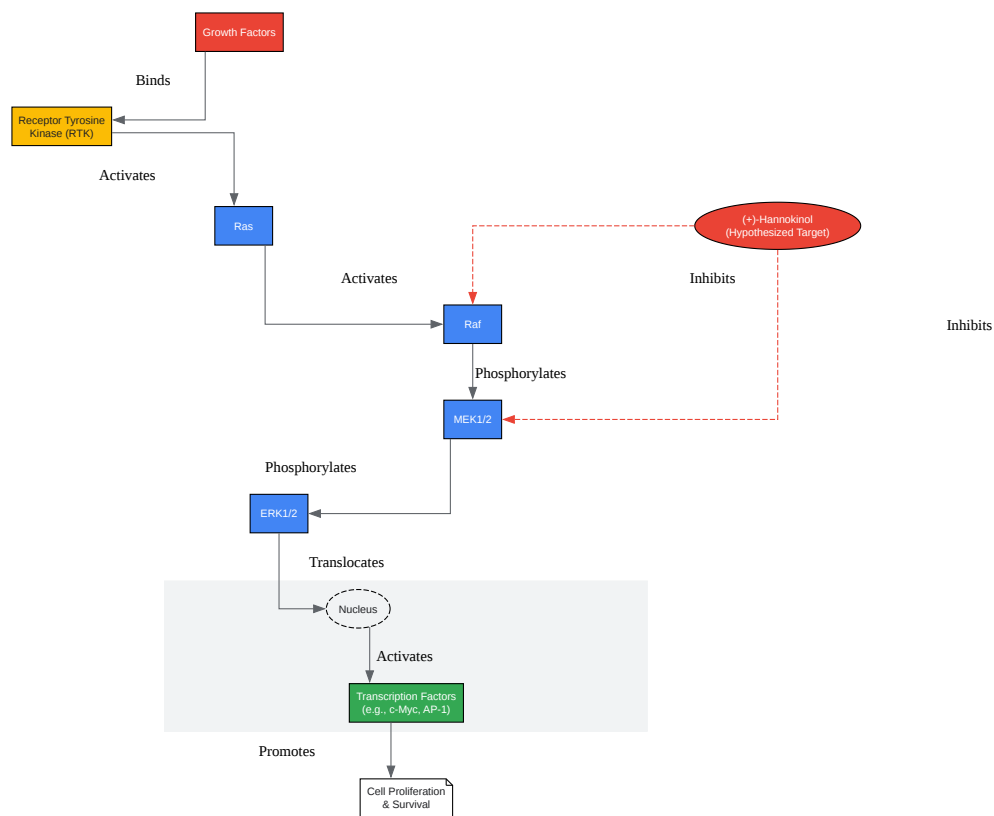 Growth Factors
Binds
Receptor Tyrosine
Kinase (RTK)
Activates
Ras
(+)-Hannokinol
(Hypothesized Target)
Activates
Inhibits
Raf
Inhibits
Phosphorylates
MEK1/2
Phosphorylates
ERK1/2
Translocates
Nucleus
Activates
Transcription Factors
(e.g., c-Myc, AP-1)
Promotes
Cell Proliferation
& Survival